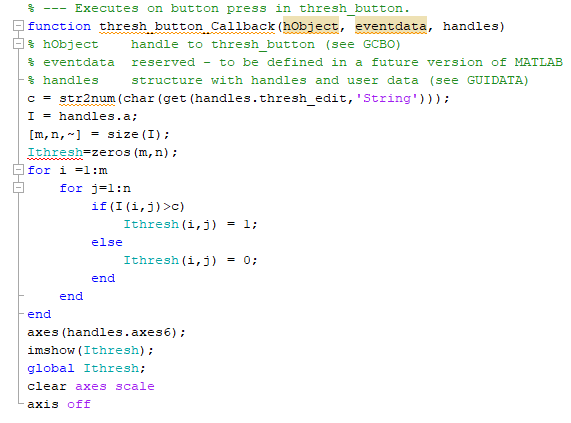 % --- Executes on button press in thresh_button.
function thresh_button_Callback(hObject, eventdata, handles)
% hObject    handle to thresh_button (see GCBO)
% eventdata  reserved - to be defined in a future version of MATLAB
% handles    structure with handles and user data (see GUIDATA)
c = str2num(char(get(handles.thresh_edit,'String')));
I = handles.a;
[m,n,~] = size(I);
Ithresh=zeros(m,n);
for i =1:m
    for j=1:n
        if(I(i,j)>c)
            Ithresh(i,j) = 1;
        else
            Ithresh(i,j) = 0;
        end
    end
end
axes(handles.axes6);
imshow(Ithresh);
global Ithresh;
clear axes scale
axis off